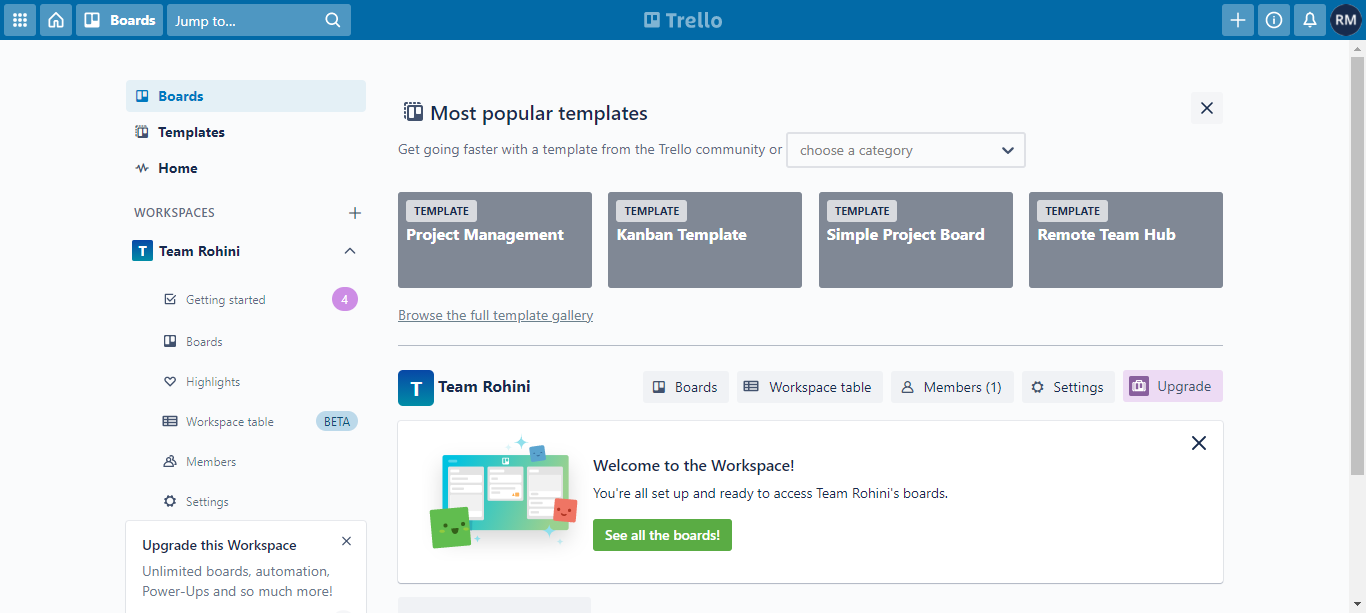 Boards
Jump to...
Trello
RM
Boards
Templates
Home
WORKSPACES
T Team Rohini
Getting started 4
Boards
Highlights
Workspace table BETA
Members
Settings
Upgrade this Workspace
Unlimited boards, automation,
Power-Ups and so much more!
Most popular templates
Get going faster with a template from the Trello community or choose a category
TEMPLATE
Project Management
TEMPLATE
Kanban Template
TEMPLATE
Simple Project Board
TEMPLATE
Remote Team Hub
Browse the full template gallery
T Team Rohini
Boards
Workspace table
Members (1)
Settings
Upgrade
Welcome to the Workspace!
You're all set up and ready to access Team Rohini's boards.
See all the boards!